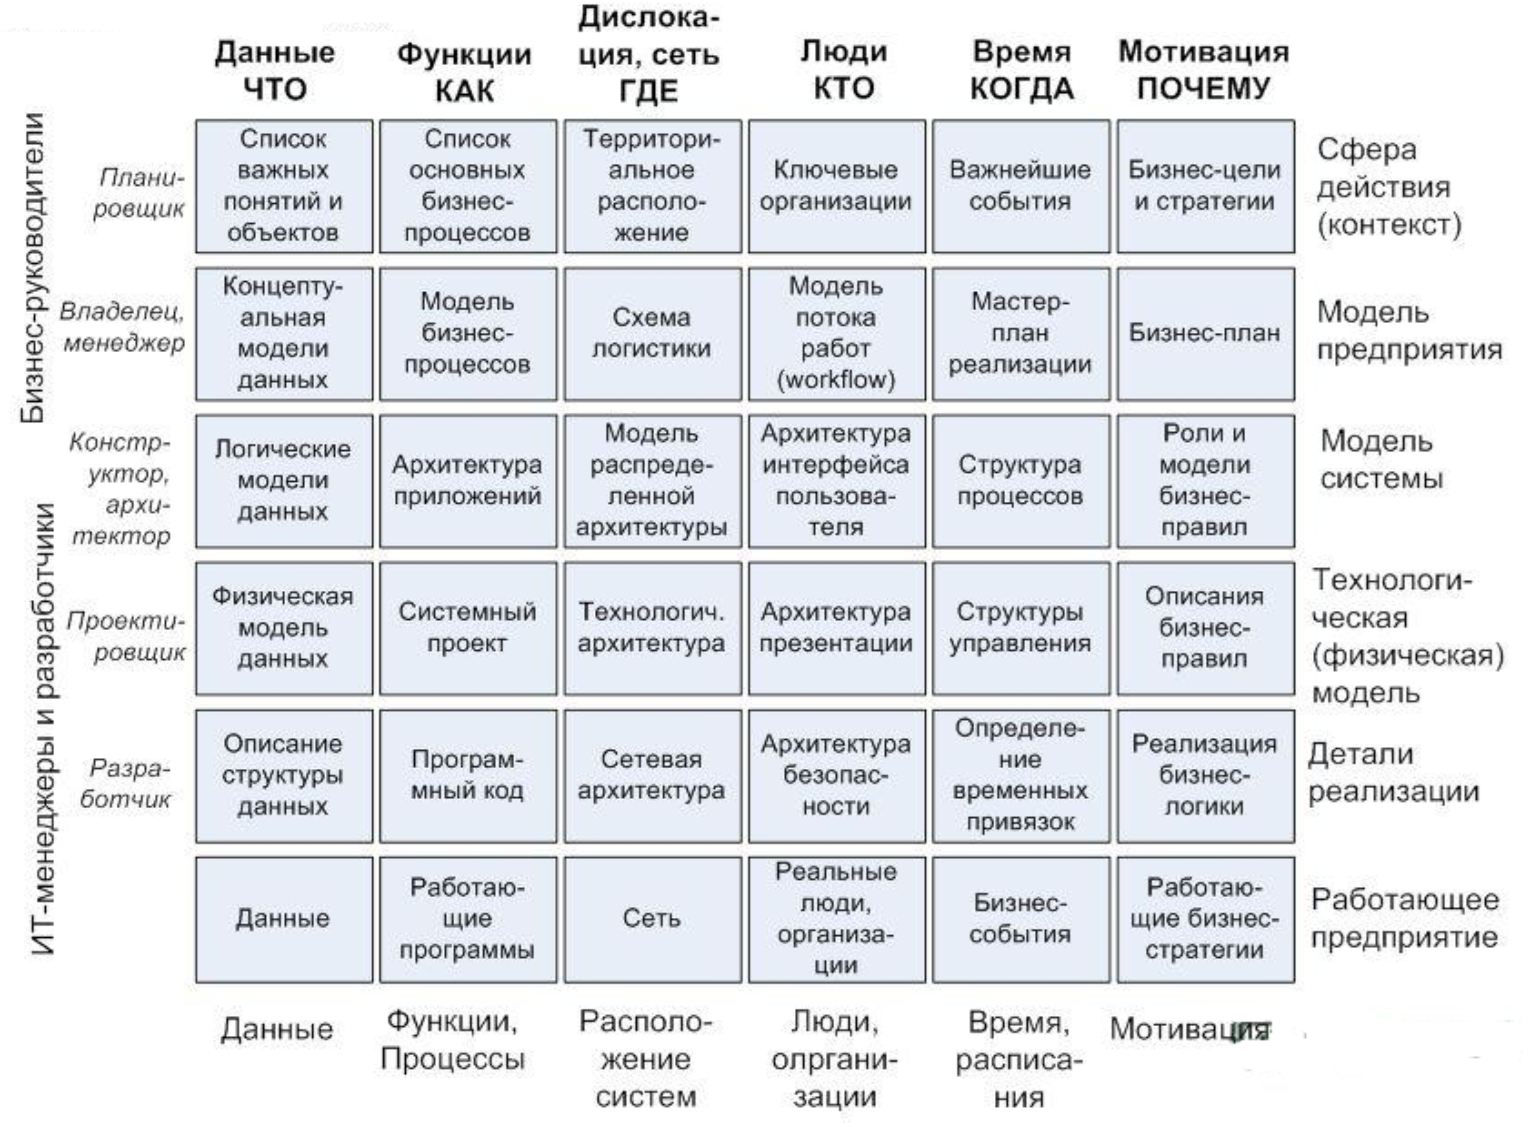 Данные
ЧТО
Функции
КАК
Дислока-
ция, сеть
ГДЕ
Люди
КТО
Время
КОГДА
Мотивация
ПОЧЕМУ
Бизнес-руководители
Плани-
ровщик
Список
важных
понятий и
объектов
Список
основных
бизнес-
процессов
Территори-
альное
располо-
жение
Ключевые
организации
Важнейшие
события
Бизнес-цели
и стратегии
Сфера
действия
(контекст)
Владелец,
менеджер
Концепту-
альная
модели
данных
Модель
бизнес-
процессов
Схема
логистики
Модель
потока
работ
(workflow)
Мастер-
план
реализации
Бизнес-план
Модель
предприятия
ИТ-менеджеры и разработчики
Констр-
уктор,
архи-
тектор
Логические
модели
данных
Архитектура
приложений
Модель
распреде-
ленной
архитектуры
Архитектура
интерфейса
пользова-
теля
Структура
процессов
Роли и
модели
бизнес-
правил
Модель
системы
Проекти-
ровщик
Физическая
модель
данных
Системный
проект
Технологич.
архитектура
Архитектура
презентации
Структуры
управления
Описания
бизнес-
правил
Технологи-
ческая
(физическая)
модель
Разра-
ботчик
Описание
структуры
данных
Програм-
мный код
Сетевая
архитектура
Архитектура
безопас-
ности
Определе-
ние
временных
привязок
Реализация
бизнес-
логики
Детали
реализации
Данные
Работаю-
щие
программы
Сеть
Реальные
люди,
организа-
ции
Бизнес-
события
Работаю-
щие бизнес-
стратегии
Работающее
предприятие
Данные
Функции,
Процессы
Располо-
жение
систем
Люди,
олргани-
зации
Время,
расписа-
ния
Мотивация